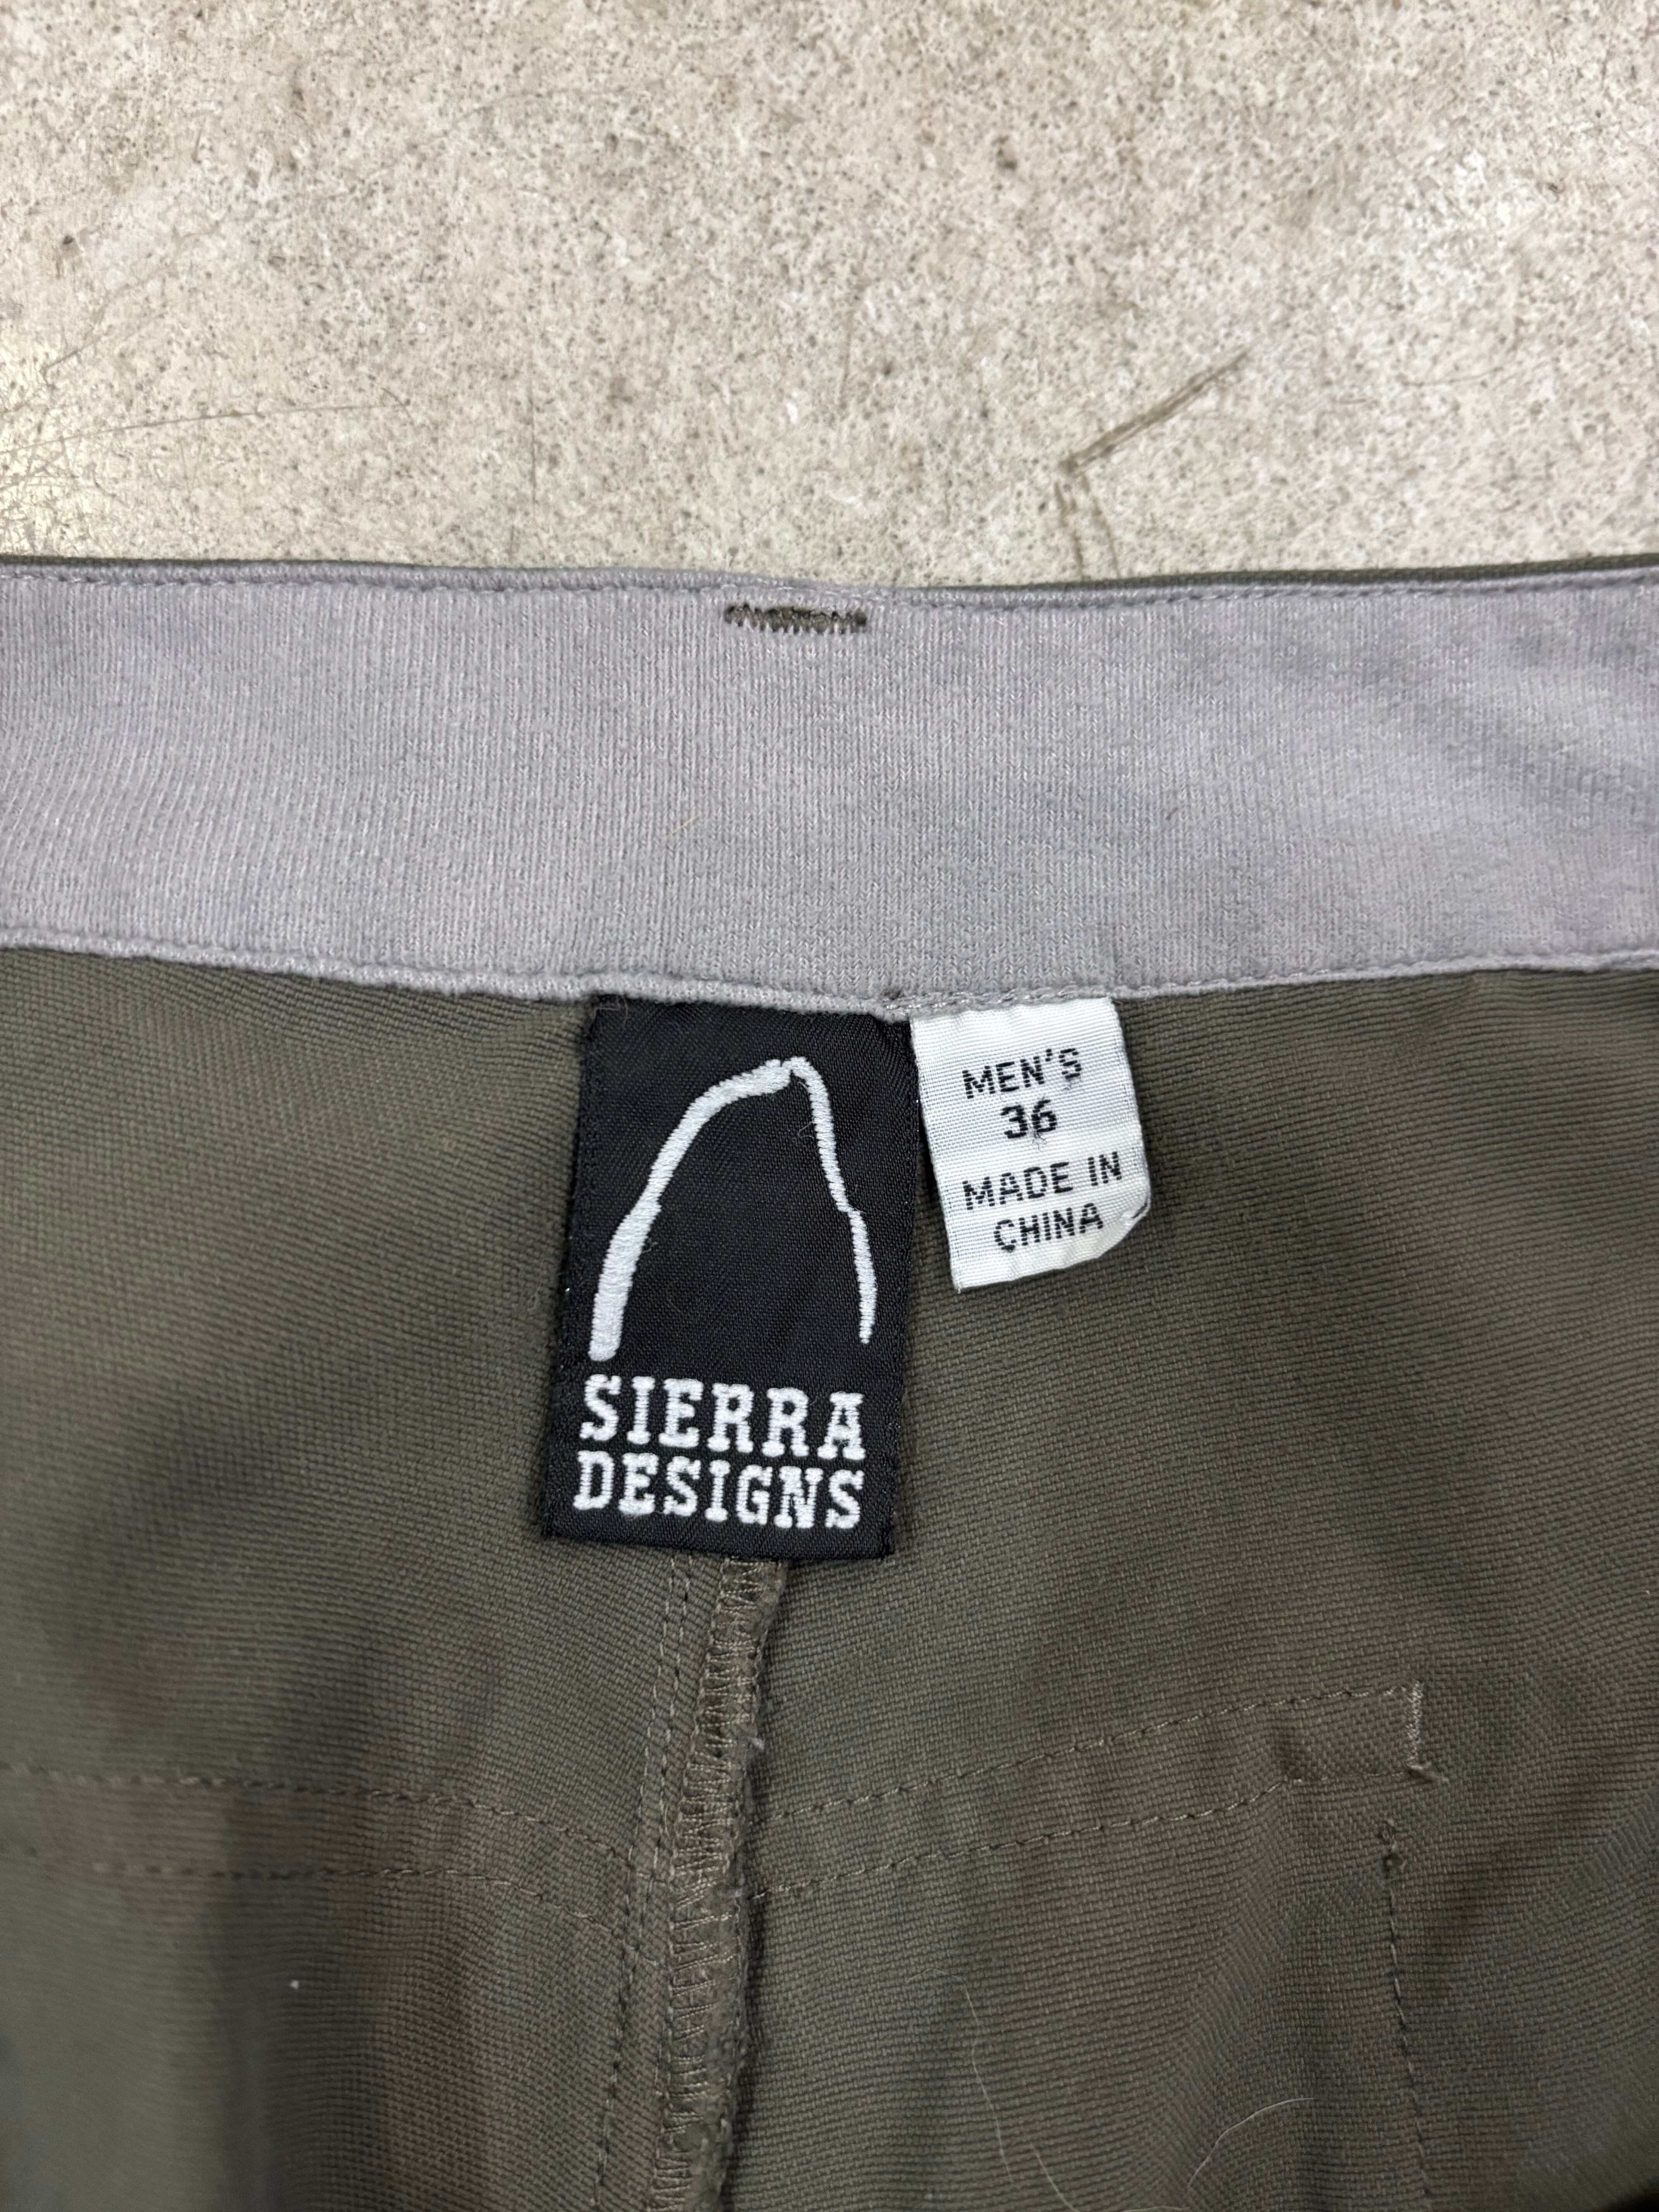 SIERRA
DESIGNS
MEN'S
36
MADE IN
CHINA